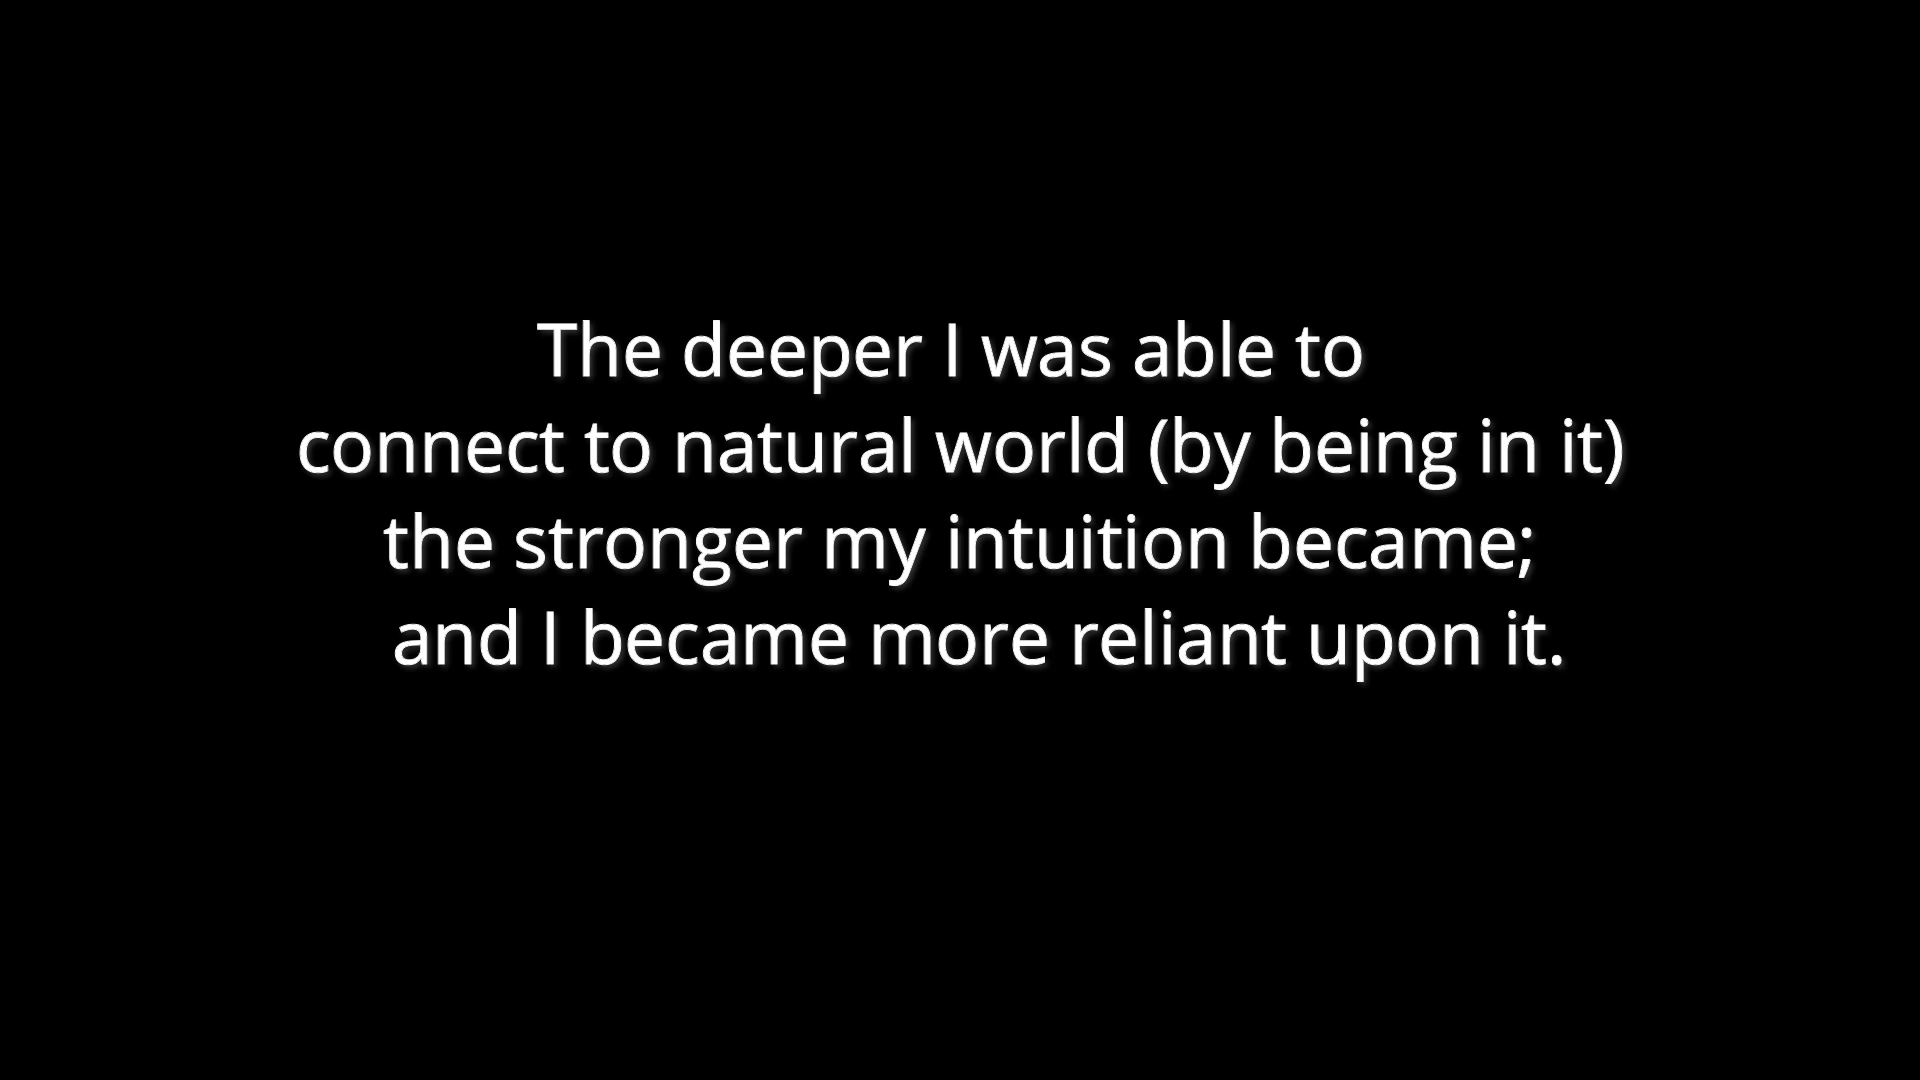 The deeper I was able to
connect to natural world (by being in it)
the stronger my intuition became;
and I became more reliant upon it.